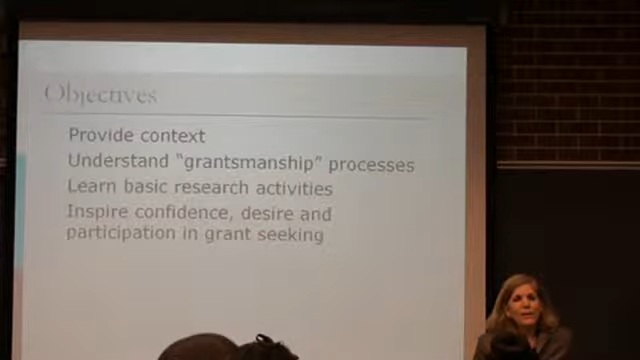 Objectives
Provide context
Understand “grantsmanship” processes
Learn basic research activities
Inspire confidence, desire and
participation in grant seeking